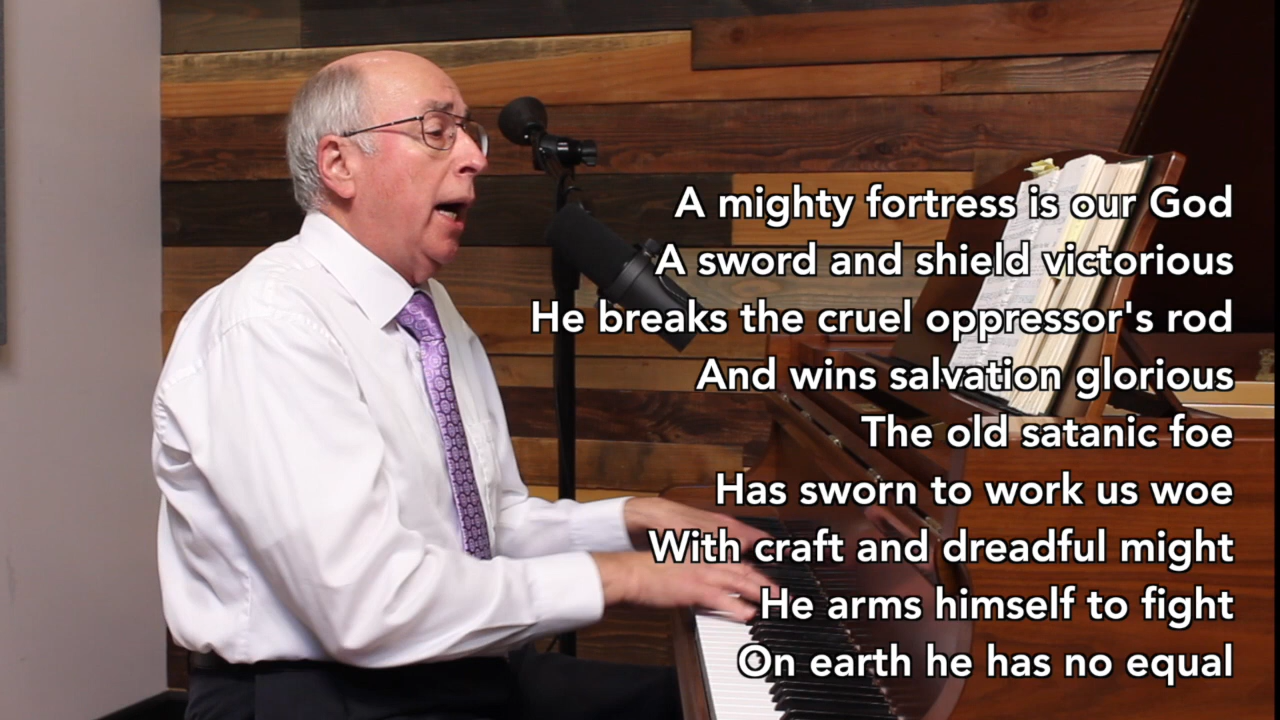 A mighty fortress is our God
A sword and shield victorious
He breaks the cruel oppressor's rod
And wins salvation glorious
The old satanic foe
Has sworn to work us woe
With craft and dreadful might
He arms himself to fight
On earth he has no equal